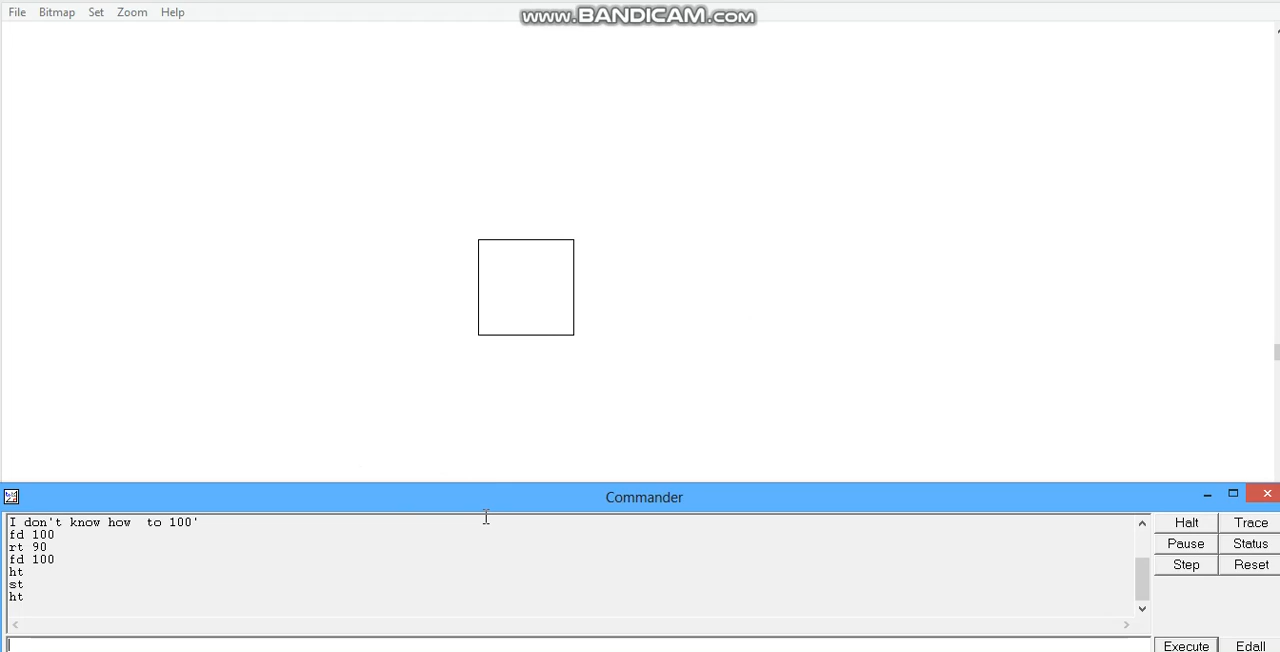 File Bitmap Set Zoom Help
www.BANDICAM.COM
Commander
I don't know how  to 100'
fd 100
rt 90
fd 100
ht
st
ht
Halt Trace
Pause Status
Step Reset
Execute Edall